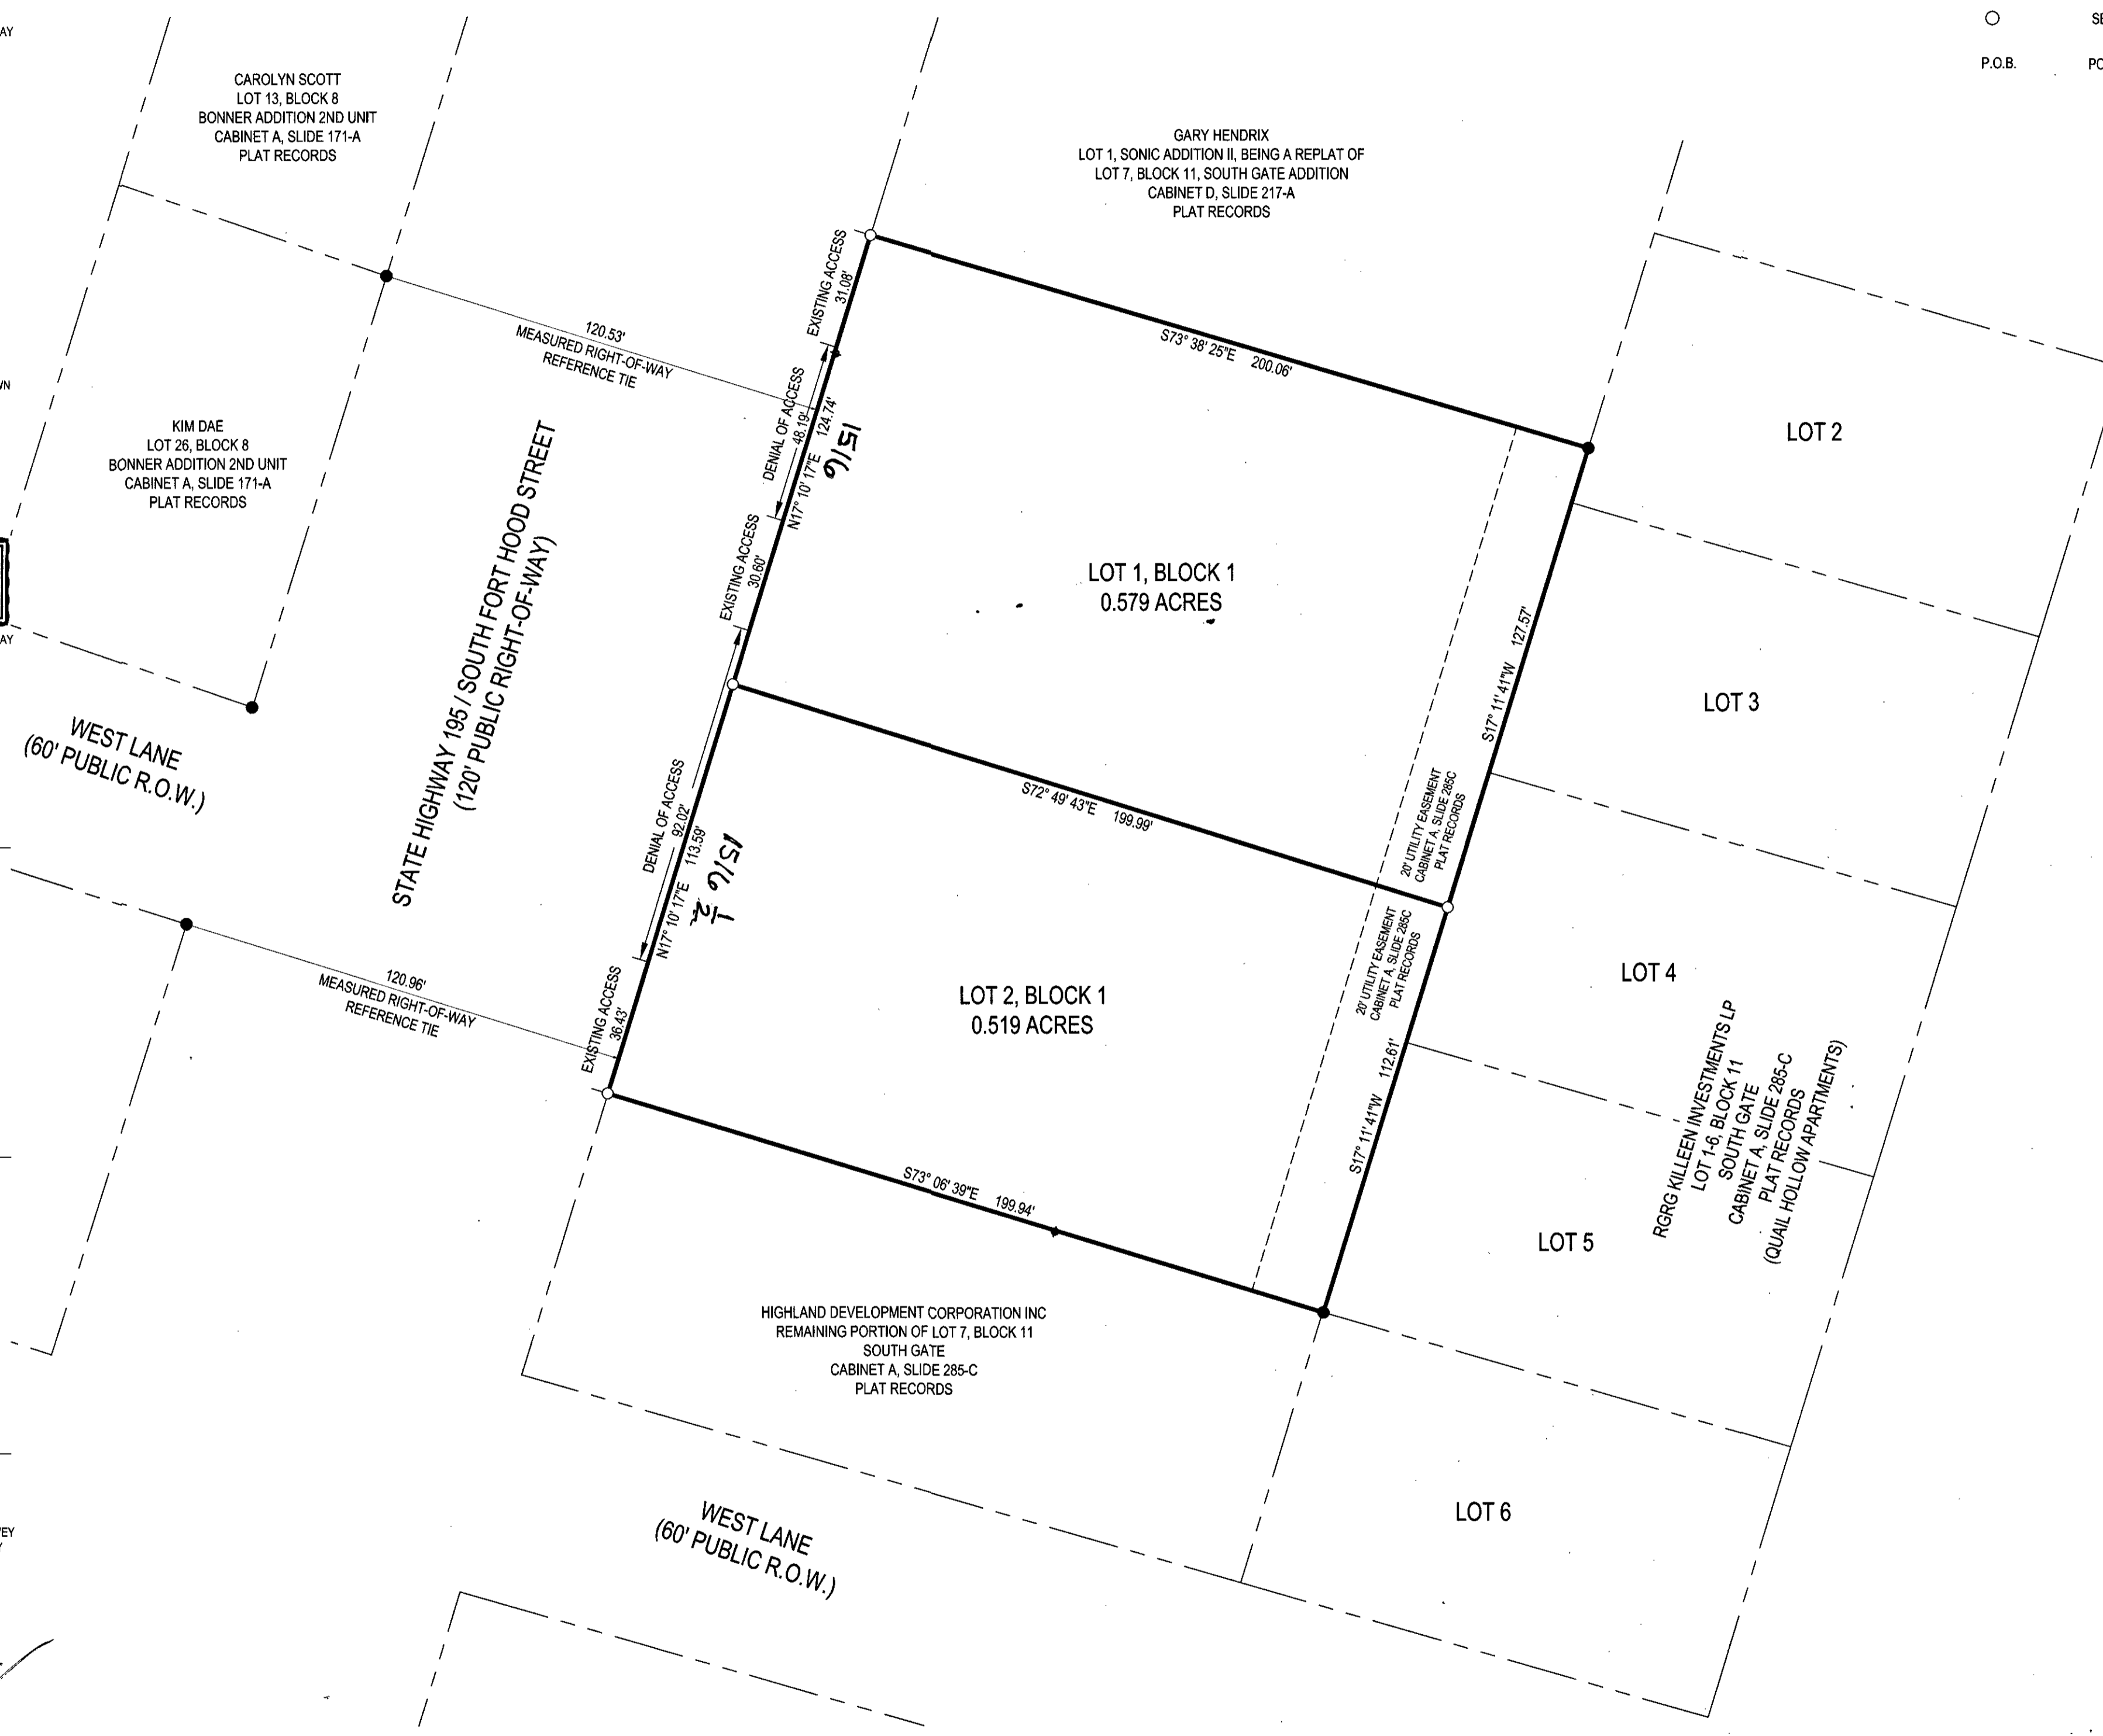 AY
P.O.B.
CAROLYN SCOTT
LOT 13, BLOCK 8
BONNER ADDITION 2ND UNIT
CABINET A, SLIDE 171-A
PLAT RECORDS
GARY HENDRIX
LOT 1, SONIC ADDITION II, BEING A REPLAT OF
LOT 7, BLOCK 11, SOUTH GATE ADDITION
CABINET D, SLIDE 217-A
PLAT RECORDS
EXISTING ACCESS
31.08'
120.53'
MEASURED RIGHT-OF-WAY
REFERENCE TIE
S73° 38' 25"E 200.06'
DENIAL OF ACCESS
48.19'
N17° 10' 17"E 124.74'
1516
KIM DAE
LOT 26, BLOCK 8
BONNER ADDITION 2ND UNIT
CABINET A, SLIDE 171-A
PLAT RECORDS
LOT 2
STATE HIGHWAY 195 / SOUTH FORT HOOD STREET
(120' PUBLIC RIGHT-OF-WAY)
EXISTING ACCESS
30.60'
LOT 1, BLOCK 1
0.579 ACRES
S17° 11' 41"W 127.57'
AY
LOT 3
WEST LANE
(60' PUBLIC R.O.W.)
S72° 49' 43"E 199.99'
20' UTILITY EASEMENT
CABINET A, SLIDE 285C
PLAT RECORDS
DENIAL OF ACCESS
92.02'
N17° 10' 17"E 113.59'
1516 1/2
20' UTILITY EASEMENT
CABINET A, SLIDE 285C
PLAT RECORDS
LOT 4
120.96'
MEASURED RIGHT-OF-WAY
REFERENCE TIE
EXISTING ACCESS
36.43'
LOT 2, BLOCK 1
0.519 ACRES
S17° 11' 41"W 112.61'
RGRG KILLEEN INVESTMENTS LP
LOT 1-6, BLOCK 11
SOUTH GATE
CABINET A, SLIDE 285-C
PLAT RECORDS
(QUAIL HOLLOW APARTMENTS)
S73° 06' 39"E 199.94'
LOT 5
HIGHLAND DEVELOPMENT CORPORATION INC
REMAINING PORTION OF LOT 7, BLOCK 11
SOUTH GATE
CABINET A, SLIDE 285-C
PLAT RECORDS
LOT 6
WEST LANE
(60' PUBLIC R.O.W.)